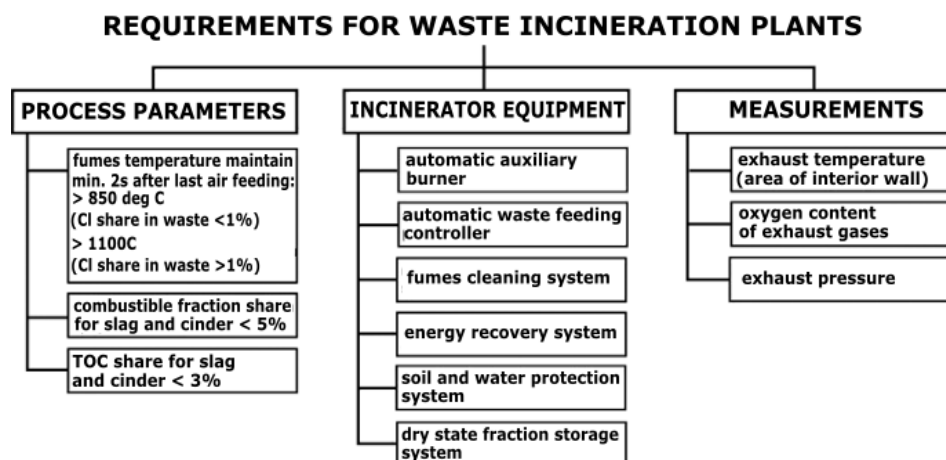 REQUIREMENTS FOR WASTE INCINERATION PLANTS
PROCESS PARAMETERS
fumes temperature maintain
min. 2s after last air feeding:
> 850 deg C
(Cl share in waste <1%)
> 1100C
(Cl share in waste >1%)
combustible fraction share
for slag and cinder < 5%
TOC share for slag
and cinder < 3%
INCINERATOR EQUIPMENT
automatic auxiliary
burner
automatic waste feeding
controller
fumes cleaning system
energy recovery system
soil and water protection
system
dry state fraction storage
system
MEASUREMENTS
exhaust temperature
(area of interior wall)
oxygen content
of exhaust gases
exhaust pressure